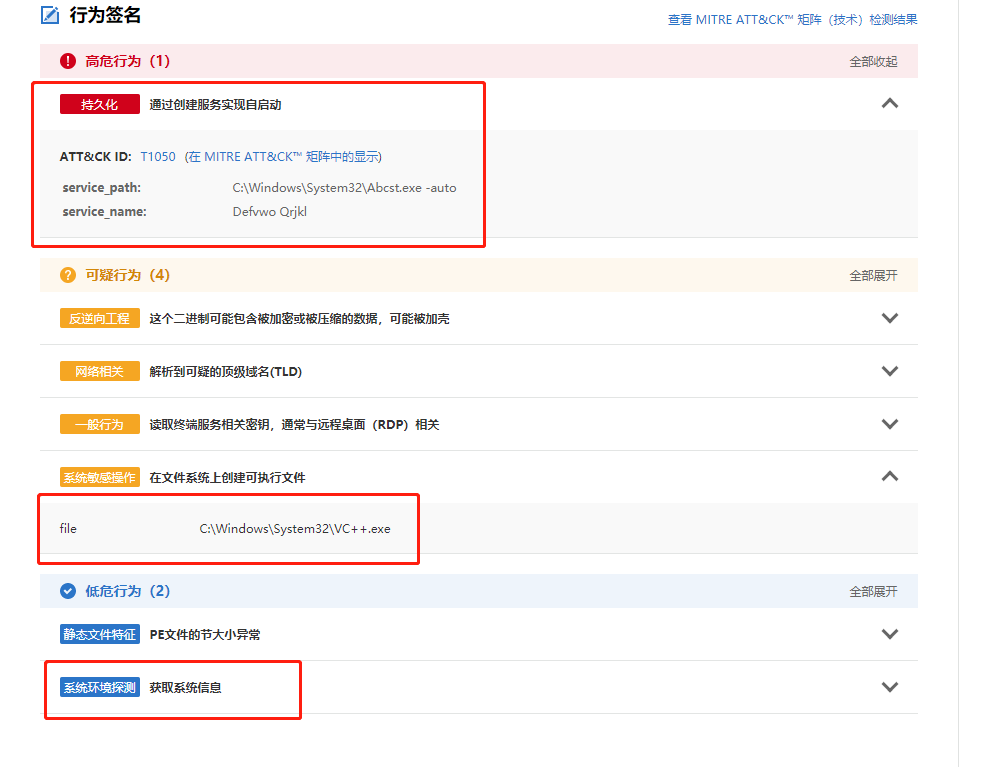 行为签名
查看 MITRE ATT&CK™ 矩阵（技术）检测结果
高危行为（1）
全部收起
持久化 通过创建服务实现自启动
ATT&CK ID: T1050 (在 MITRE ATT&CK™ 矩阵中的显示)
service_path: C:\Windows\System32\Abcst.exe -auto
service_name: Defvwo Qrjkl
可疑行为（4）
全部展开
反逆向工程 这个二进制可能包含被加密或被压缩的数据，可能被加壳
网络相关 解析到可疑的顶级域名(TLD)
一般行为 读取终端服务相关密钥，通常与远程桌面（RDP）相关
系统敏感操作 在文件系统上创建可执行文件
file C:\Windows\System32\VC++.exe
低危行为（2）
全部展开
静态文件特征 PE文件的节大小异常
系统环境探测 获取系统信息